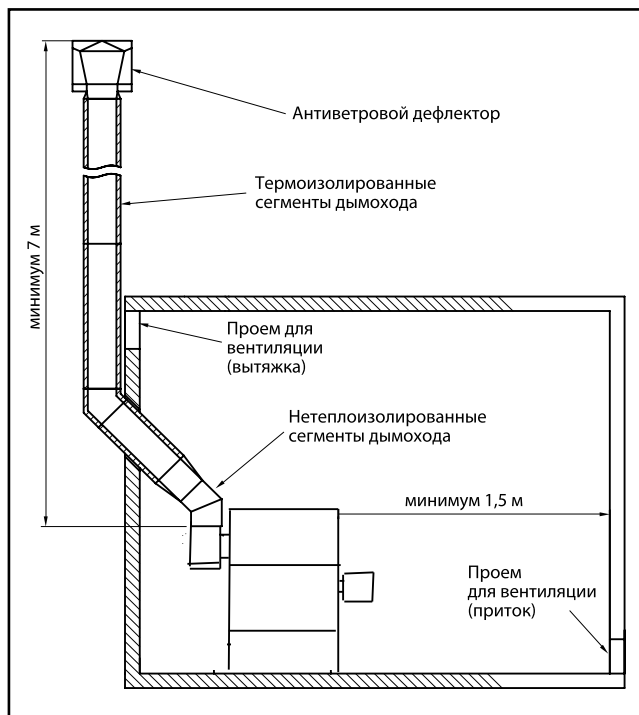 Антиветровой дефлектор
Термоизолированные
сегменты дымохода
минимум 7 м
Проем для
вентиляции
(вытяжка)
Нетеплоизолированные
сегменты дымохода
минимум 1,5 м
Проем
для вентиляции
(приток)